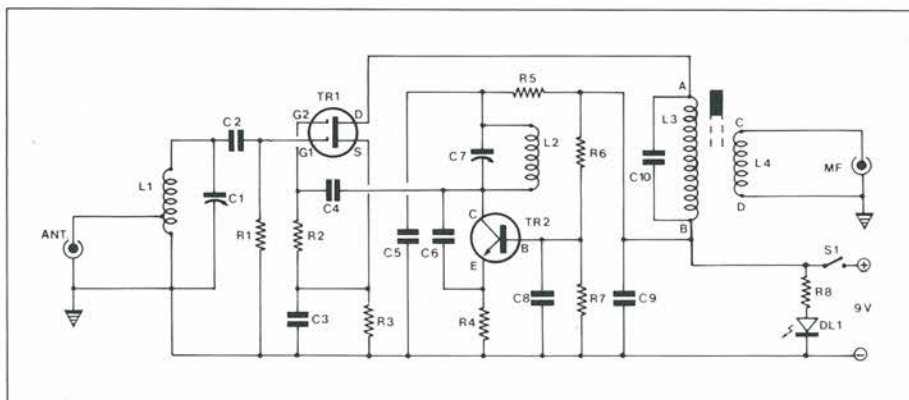 R5
A
TR1
G2
D
L3
C
C2
G1
S
L2
R6
C7
C10
L4
MF
L1
C4
C1
D
C
TR2
B
ANT.
R1
R2
C5
C6
B
S1
+
E
R8
C8
R7
C9
9V
C3
R3
R4
DL1
−